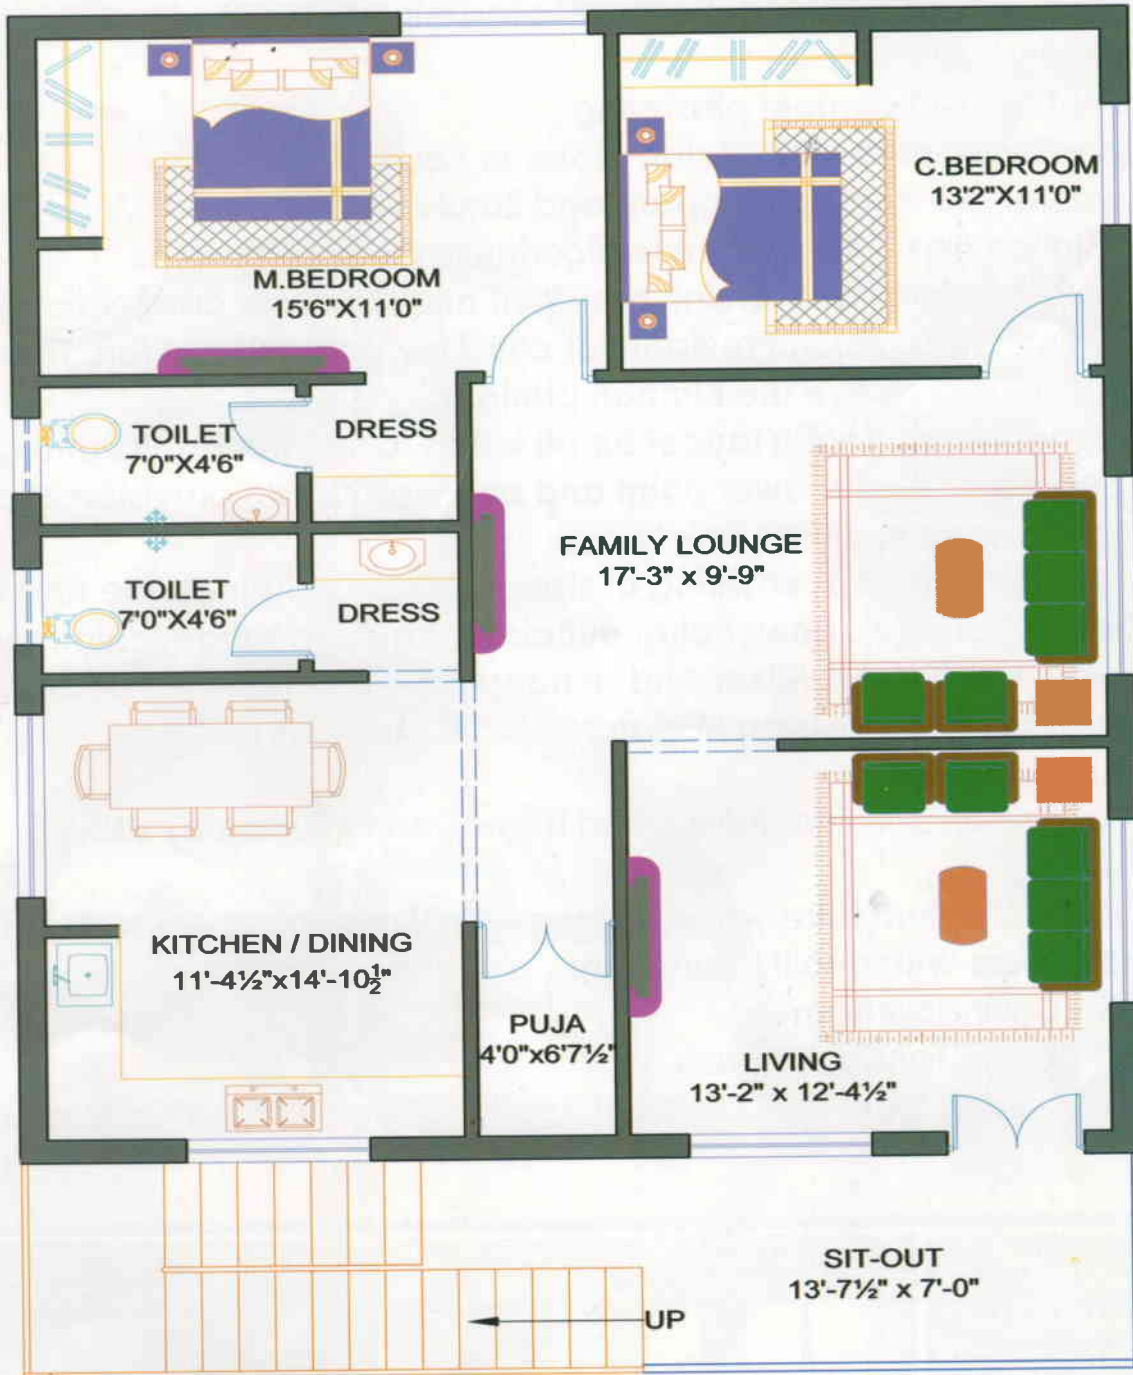 C.BEDROOM
13'2"X11'0"
M.BEDROOM
15'6"X11'0"
TOILET
7'0"X4'6"
DRESS
FAMILY LOUNGE
17'-3" x 9'-9"
TOILET
7'0"X4'6"
DRESS
KITCHEN / DINING
11'-4½"x14'-10½"
PUJA
4'0"x6'7½"
LIVING
13'-2" x 12'-4½"
SIT-OUT
13'-7½" x 7'-0"
UP